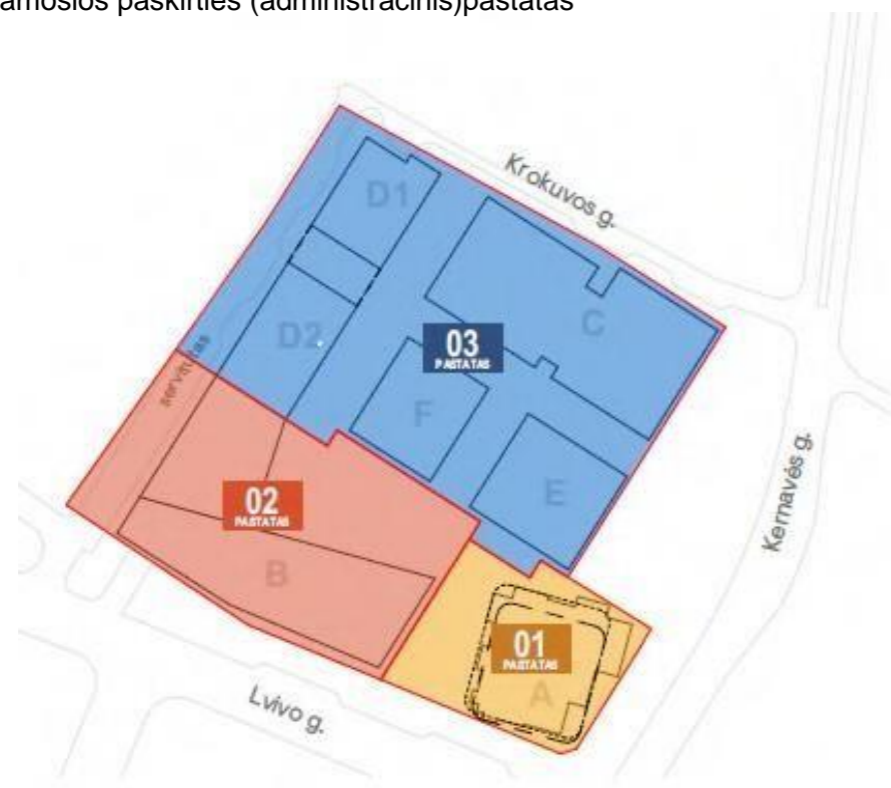 amosios paskirties (administracinis)pastatas
Krokuvos g.
D1
C
D2
03
PASTATAS
servitutas
F
E
Kernavės g.
02
PASTATAS
B
01
PASTATAS
A
Lvivo g.